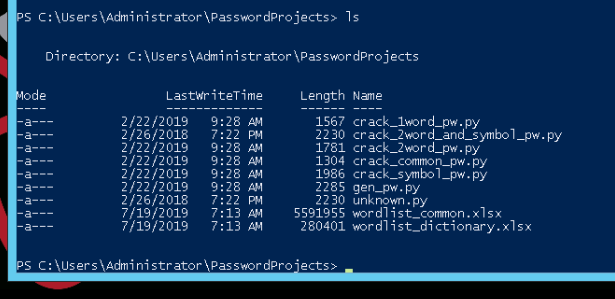 PS C:\Users\Administrator\PasswordProjects> ls
Directory: C:\Users\Administrator\PasswordProjects
Mode LastWriteTime Length Name
---- ------------- ------ ----
-a--- 2/22/2019 9:28 AM 1567 crack_1word_pw.py
-a--- 2/26/2018 7:22 PM 2230 crack_2word_and_symbol_pw.py
-a--- 2/22/2019 9:28 AM 1781 crack_2word_pw.py
-a--- 2/22/2019 9:28 AM 1304 crack_common_pw.py
-a--- 2/22/2019 9:28 AM 1986 crack_symbol_pw.py
-a--- 2/22/2019 9:28 AM 2285 gen_pw.py
-a--- 2/26/2018 7:22 PM 2230 unknown.py
-a--- 7/19/2019 7:13 AM 5591955 wordlist_common.xlsx
-a--- 7/19/2019 7:13 AM 280401 wordlist_dictionary.xlsx
PS C:\Users\Administrator\PasswordProjects>